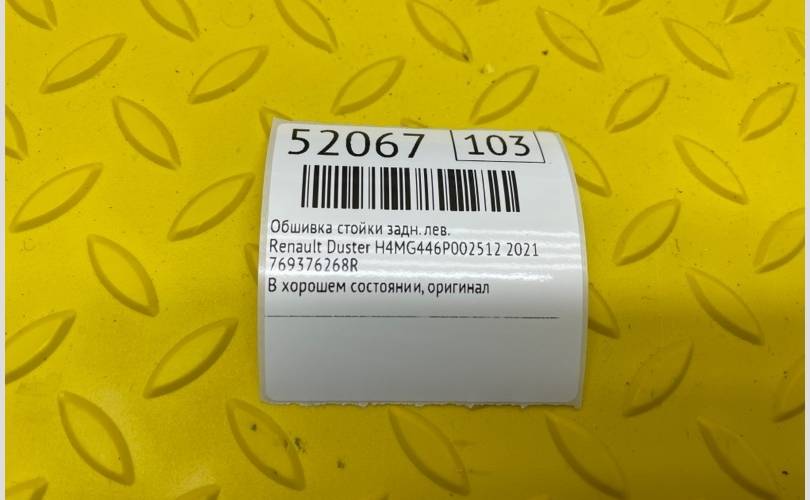 52067 103
Обшивка стойки задн. лев.
Renault Duster H4MG446P002512 2021
769376268R
В хорошем состоянии, оригинал